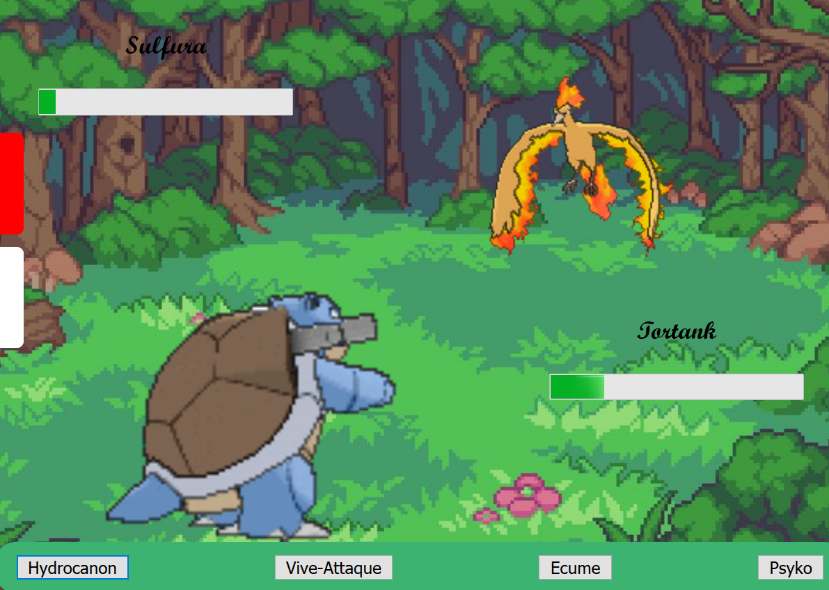 Sulfura
Tortank
Hydrocanon
Vive-Attaque
Ecume
Psyko